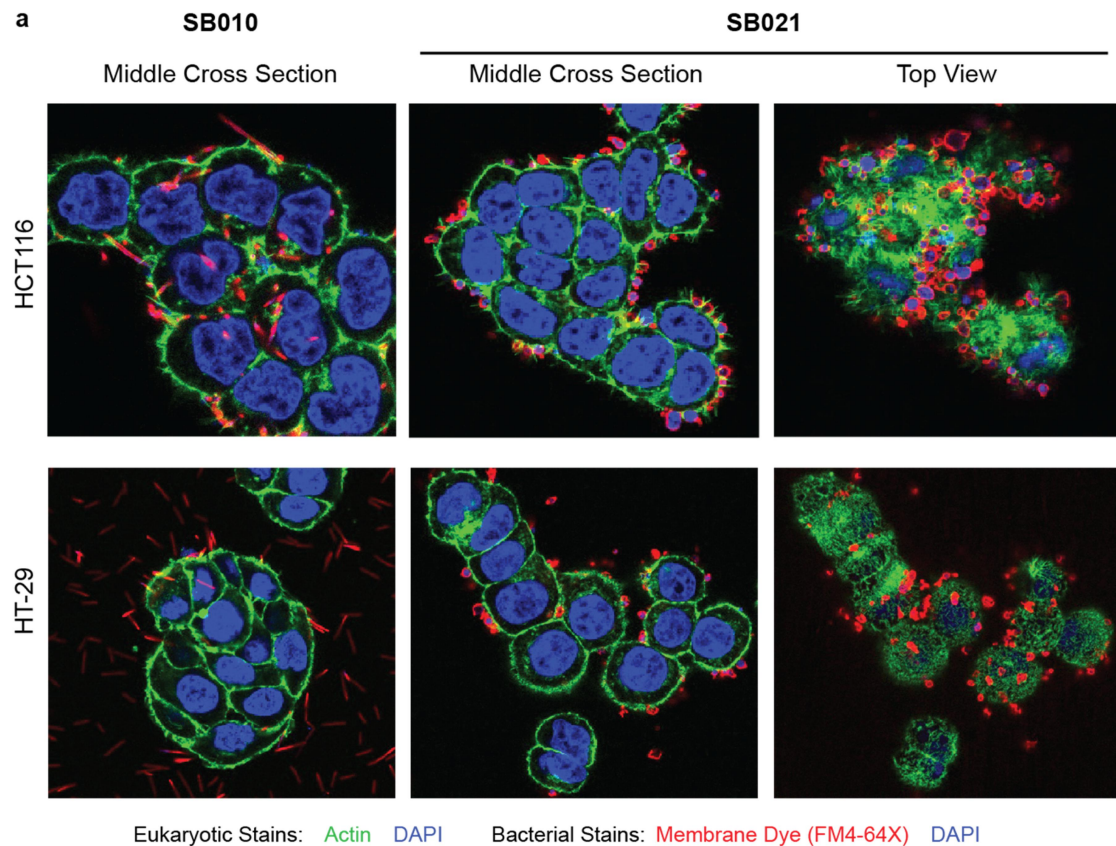 a
SB010
SB021
Middle Cross Section
Middle Cross Section
Top View
HCT116
HT-29
Eukaryotic Stains: Actin DAPI Bacterial Stains: Membrane Dye (FM4-64X) DAPI